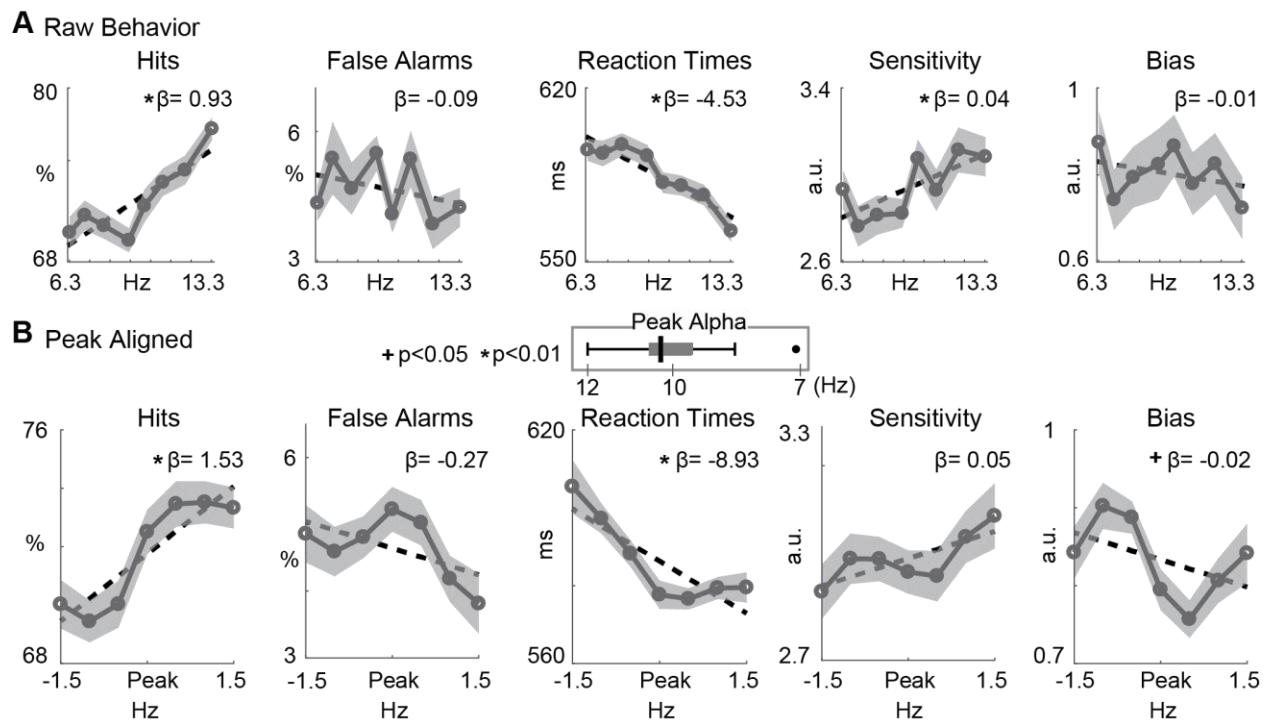 A Raw Behavior
Hits
False Alarms
Reaction Times
Sensitivity
Bias
80
%
68
*β= 0.93
6.3 Hz 13.3
6
%
3
β= -0.09
6.3 Hz 13.3
620
ms
550
*β= -4.53
6.3 Hz 13.3
3.4
a.u.
2.6
*β= 0.04
6.3 Hz 13.3
1
a.u.
0.6
β= -0.01
6.3 Hz 13.3
B Peak Aligned
+p<0.05 *p<0.01
Peak Alpha
12 10 7 (Hz)
Hits
False Alarms
Reaction Times
Sensitivity
Bias
76
%
68
*β= 1.53
-1.5 Peak 1.5
Hz
6
%
3
β= -0.27
-1.5 Peak 1.5
Hz
620
ms
560
* β= -8.93
-1.5 Peak 1.5
Hz
3.3
a.u.
2.7
β= 0.05
-1.5 Peak 1.5
Hz
1
a.u.
0.7
+ β= -0.02
-1.5 Peak 1.5
Hz